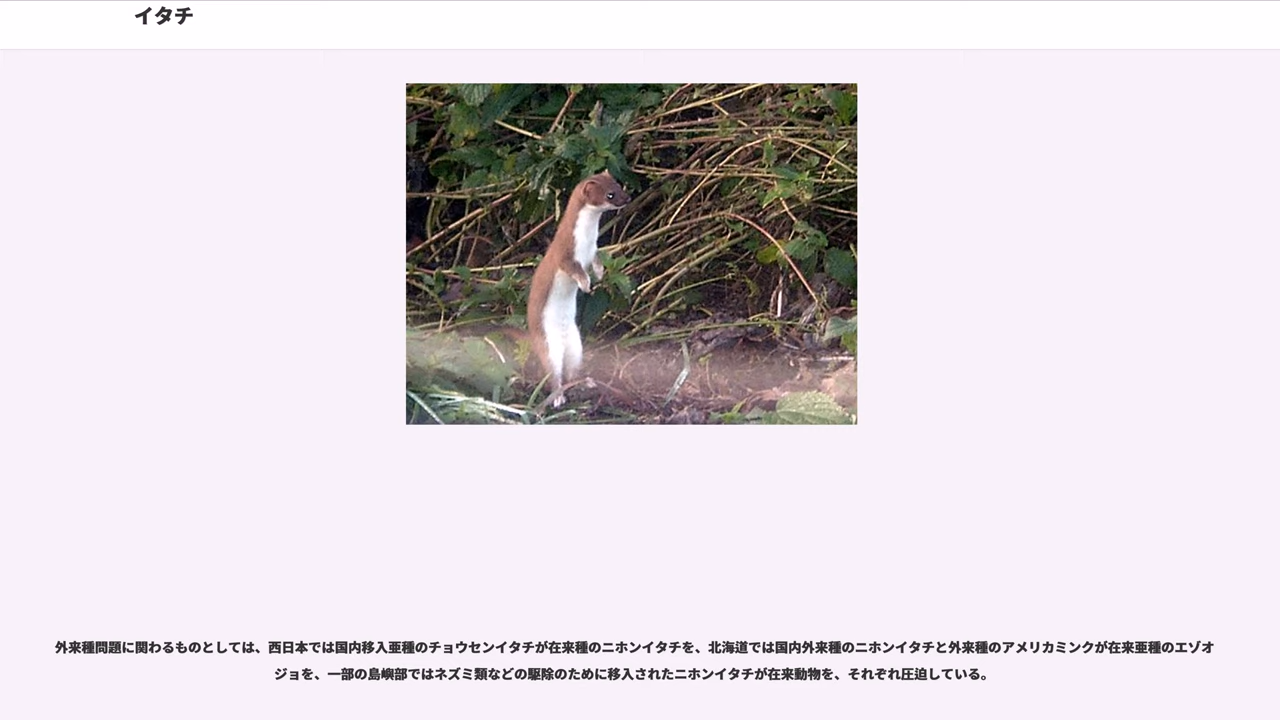 イタチ
外来種問題に関わるものとしては、西日本では国内移入亜種のチョウセンイタチが在来種のニホンイタチを、北海道では国内外来種のニホンイタチと外来種のアメリカミンクが在来亜種のエゾオ
ジョを、一部の島嶼部ではネズミ類などの駆除のために移入されたニホンイタチが在来動物を、それぞれ圧迫している。